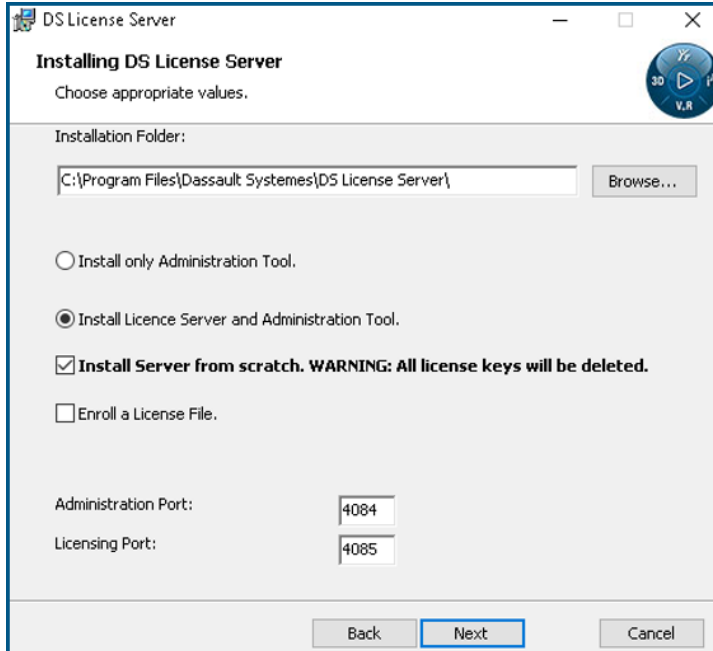 DS License Server
Installing DS License Server
Choose appropriate values.
3D
V,R
Installation Folder:
C:\Program Files\Dassault Systemes\DS License Server\
Browse...
Install only Administration Tool.
Install Licence Server and Administration Tool.
Install Server from scratch. WARNING: All license keys will be deleted.
Enroll a License File.
Administration Port:
4084
Licensing Port:
4085
Back
Next
Cancel